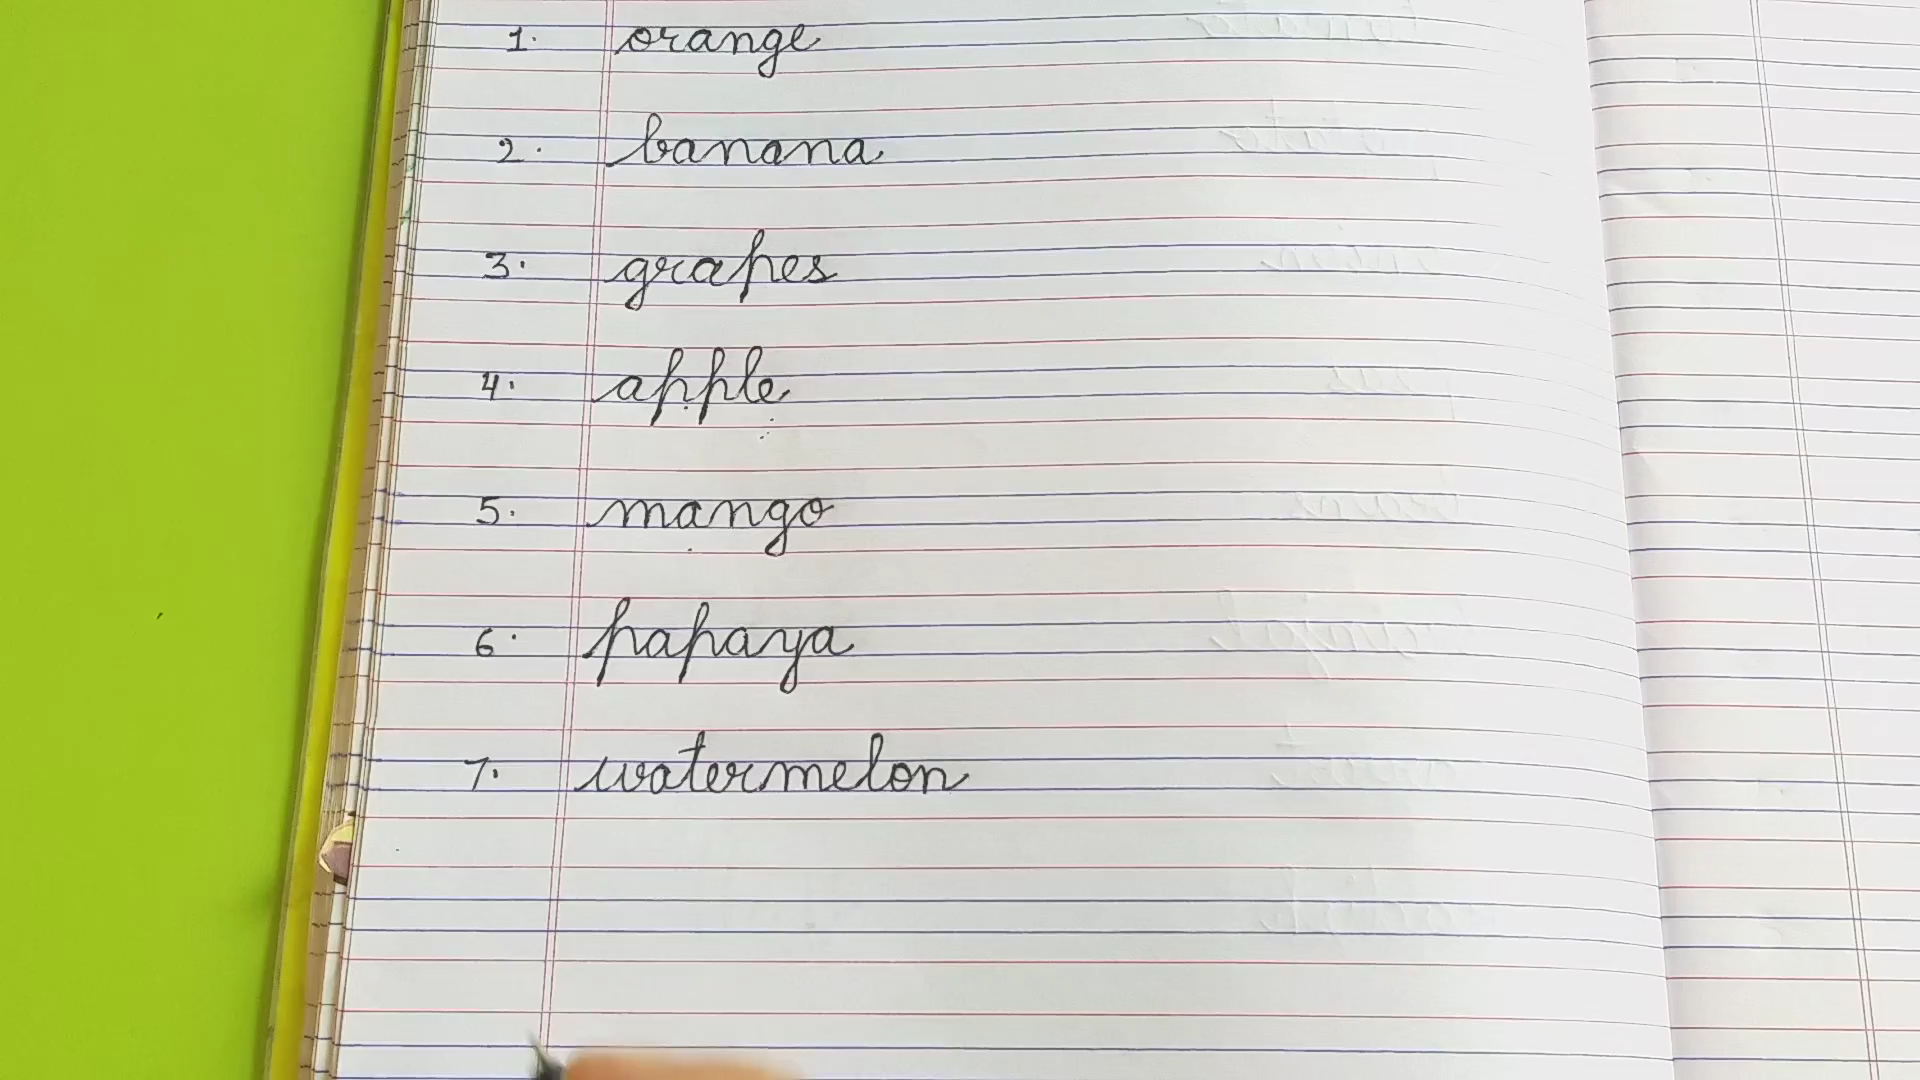 1. orange
2. banana
3. grapes
4. apple
5. mango
6. papaya
7. watermelon